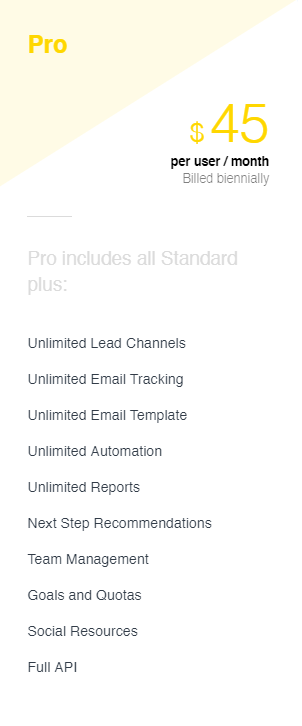 Pro
$ 45
per user / month
Billed biennially
Pro includes all Standard
plus:
Unlimited Lead Channels
Unlimited Email Tracking
Unlimited Email Template
Unlimited Automation
Unlimited Reports
Next Step Recommendations
Team Management
Goals and Quotas
Social Resources
Full API